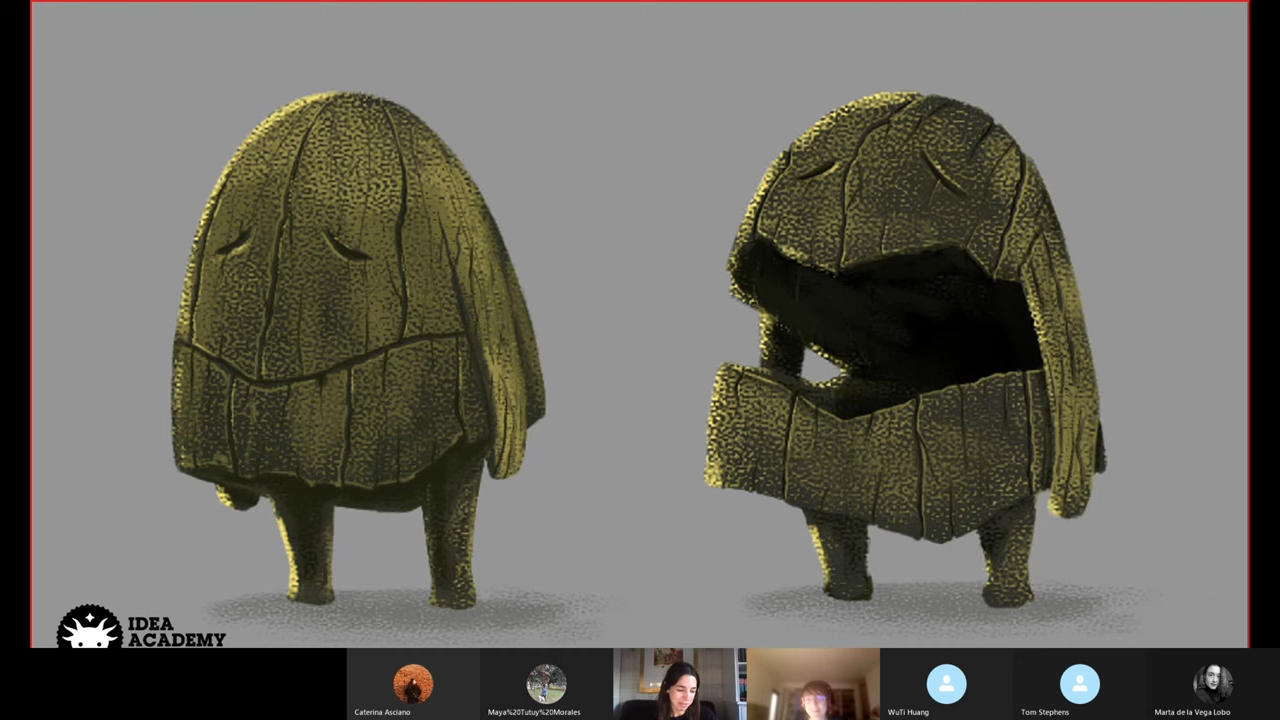 IDEA
ACADEMY
Caterina Asciano
Maya%20Tutuy%20Morales
WuTi Huang
Tom Stephens
Marta de la Vega Lobo